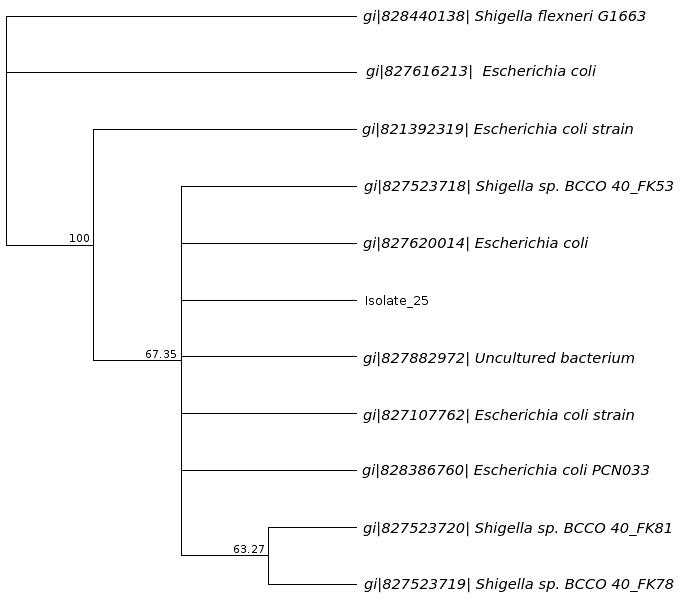 gi|828440138| Shigella flexneri G1663
gi|827616213| Escherichia coli
gi|821392319| Escherichia coli strain
gi|827523718| Shigella sp. BCCO 40_FK53
100
gi|827620014| Escherichia coli
Isolate_25
67.35
gi|827882972| Uncultured bacterium
gi|827107762| Escherichia coli strain
gi|828386760| Escherichia coli PCN033
gi|827523720| Shigella sp. BCCO 40_FK81
63.27
gi|827523719| Shigella sp. BCCO 40_FK78